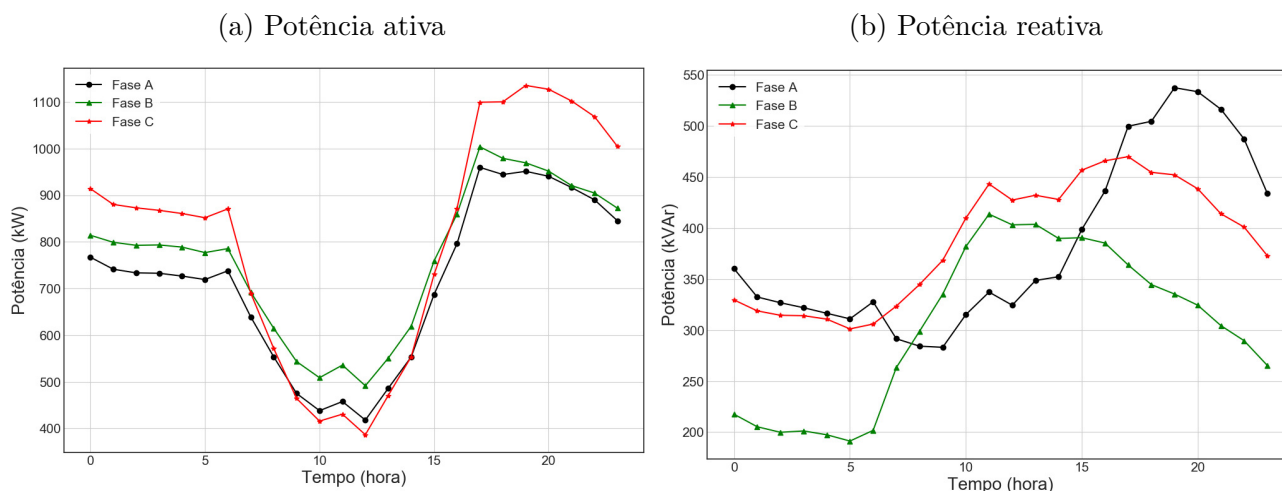 (a) Potência ativa
Fase A
Fase B
Fase C
1100
1000
900
800
700
600
500
400
Potência (kW)
0 5 10 15 20
Tempo (hora)
(b) Potência reativa
Fase A
Fase B
Fase C
550
500
450
400
350
300
250
200
Potência (kVAr)
0 5 10 15 20
Tempo (hora)